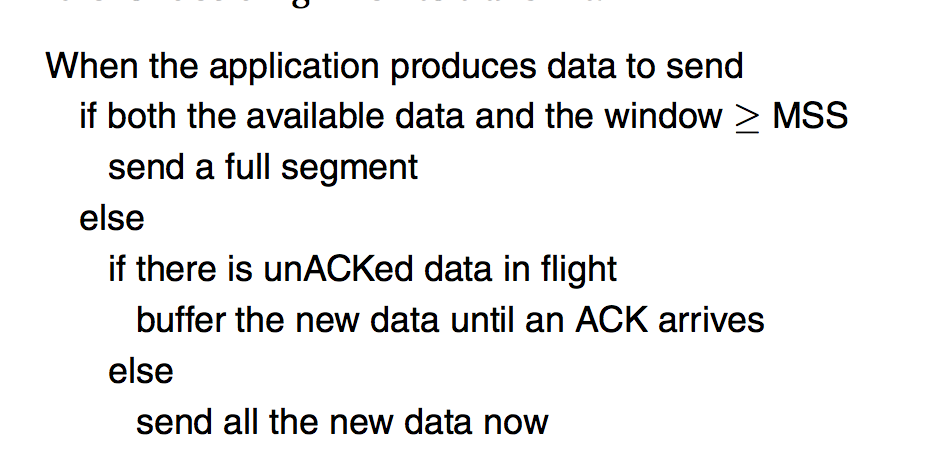 When the application produces data to send
if both the available data and the window ≥ MSS
send a full segment
else
if there is unACKed data in flight
buffer the new data until an ACK arrives
else
send all the new data now